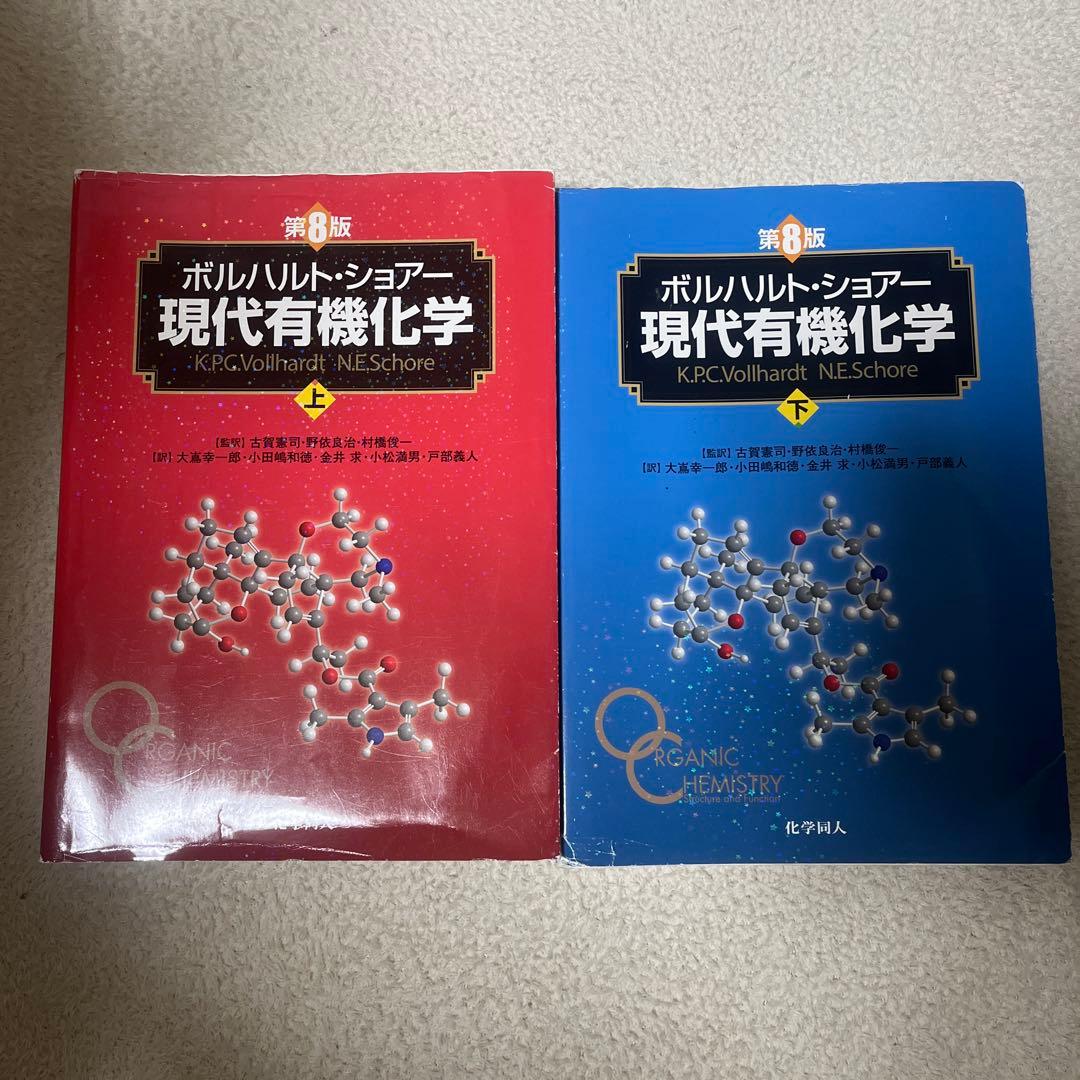 第8版
ボルハルト・ショアー
現代有機化学
K.P.C.Vollhardt N.E.Schore
上
【監訳】古賀憲司・野依良治・村橋俊一
【訳】大嶌幸一郎・小田嶋和徳・金井 求・小松満男・戸部義人
ORGANIC
CHEMISTRY
化学同人
第8版
ボルハルト・ショアー
現代有機化学
K.P.C.Vollhardt N.E.Schore
下
【監訳】古賀憲司・野依良治・村橋俊一
【訳】大嶌幸一郎・小田嶋和徳・金井 求・小松満男・戸部義人
ORGANIC
CHEMISTRY
Structure and Function
化学同人